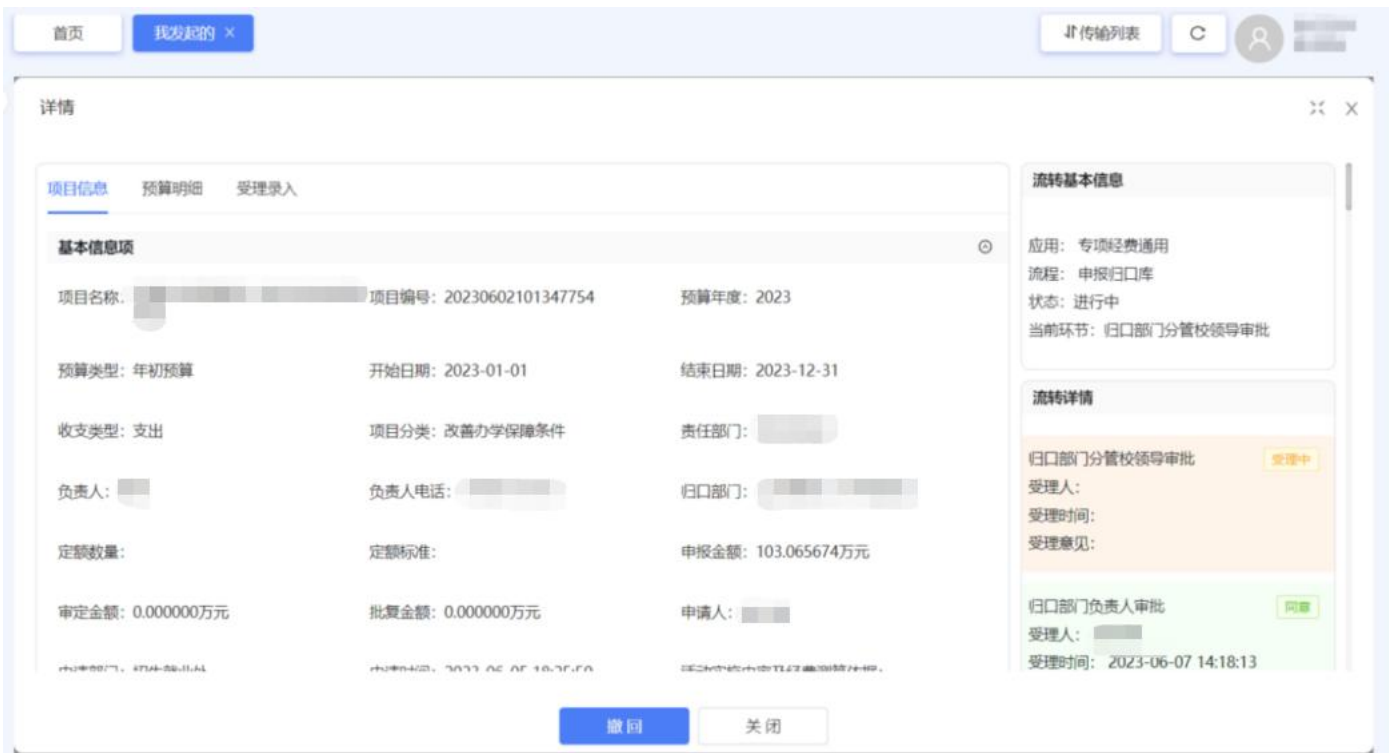 首页
我发起的 ×
传输列表
详情
项目信息 预算明细 受理录入
基本信息项
项目名称: 项目编号: 20230602101347754 预算年度: 2023
预算类型: 年初预算 开始日期: 2023-01-01 结束日期: 2023-12-31
收支类型: 支出 项目分类: 改善办学保障条件 责任部门:
负责人: 负责人电话: 归口部门:
定额数量: 定额标准: 申报金额: 103.065674万元
审定金额: 0.000000万元 批复金额: 0.000000万元 申请人:
流转基本信息
应用: 专项经费通用
流程: 申报归口库
状态: 进行中
当前环节: 归口部门分管校领导审批
流转详情
归口部门分管校领导审批 受理中
受理人:
受理时间:
受理意见:
归口部门负责人审批 同意
受理人:
受理时间: 2023-06-07 14:18:13
撤回 关闭